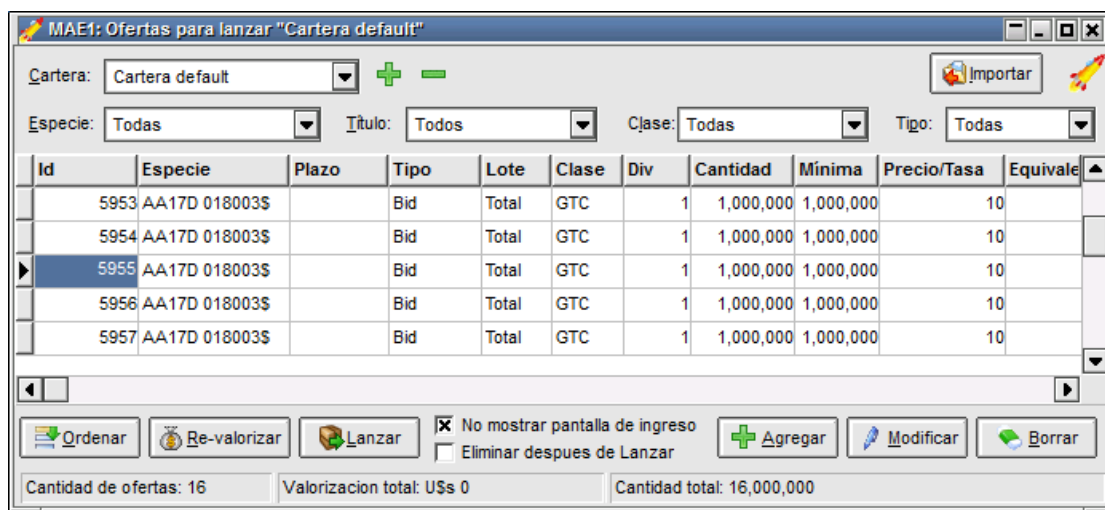 MAE1: Ofertas para lanzar "Cartera default"
Cartera: Cartera default Importar
Especie: Todas Título: Todos Clase: Todas Tipo: Todas
Id Especie Plazo Tipo Lote Clase Div Cantidad Mínima Precio/Tasa Equivale
5953 AA17D 018003$ Bid Total GTC 1 1,000,000 1,000,000 10
5954 AA17D 018003$ Bid Total GTC 1 1,000,000 1,000,000 10
5955 AA17D 018003$ Bid Total GTC 1 1,000,000 1,000,000 10
5956 AA17D 018003$ Bid Total GTC 1 1,000,000 1,000,000 10
5957 AA17D 018003$ Bid Total GTC 1 1,000,000 1,000,000 10
Ordenar Re-valorizar Lanzar No mostrar pantalla de ingreso Agregar Modificar Borrar
Eliminar despues de Lanzar
Cantidad de ofertas: 16 Valorizacion total: U$s 0 Cantidad total: 16,000,000